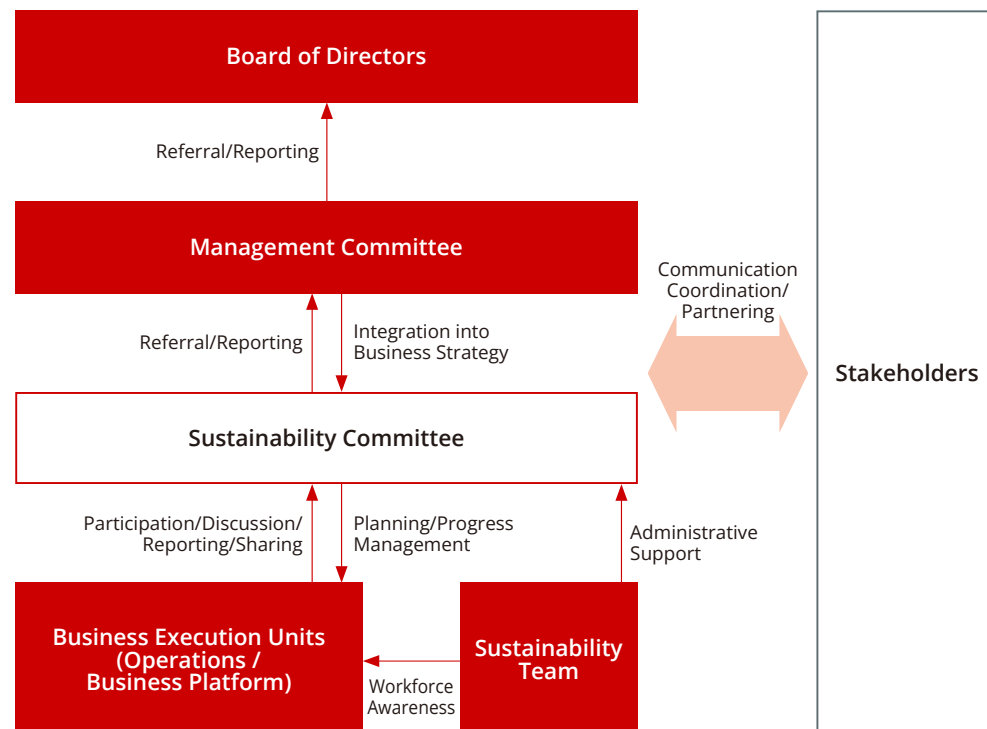 Board of Directors
Referral/Reporting
Management Committee
Communication
Coordination/
Partnering
Referral/Reporting
Integration into
Business Strategy
Stakeholders
Sustainability Committee
Participation/Discussion/
Reporting/Sharing
Planning/Progress
Management
Administrative
Support
Business Execution Units
(Operations /
Business Platform)
Workforce
Awareness
Sustainability
Team